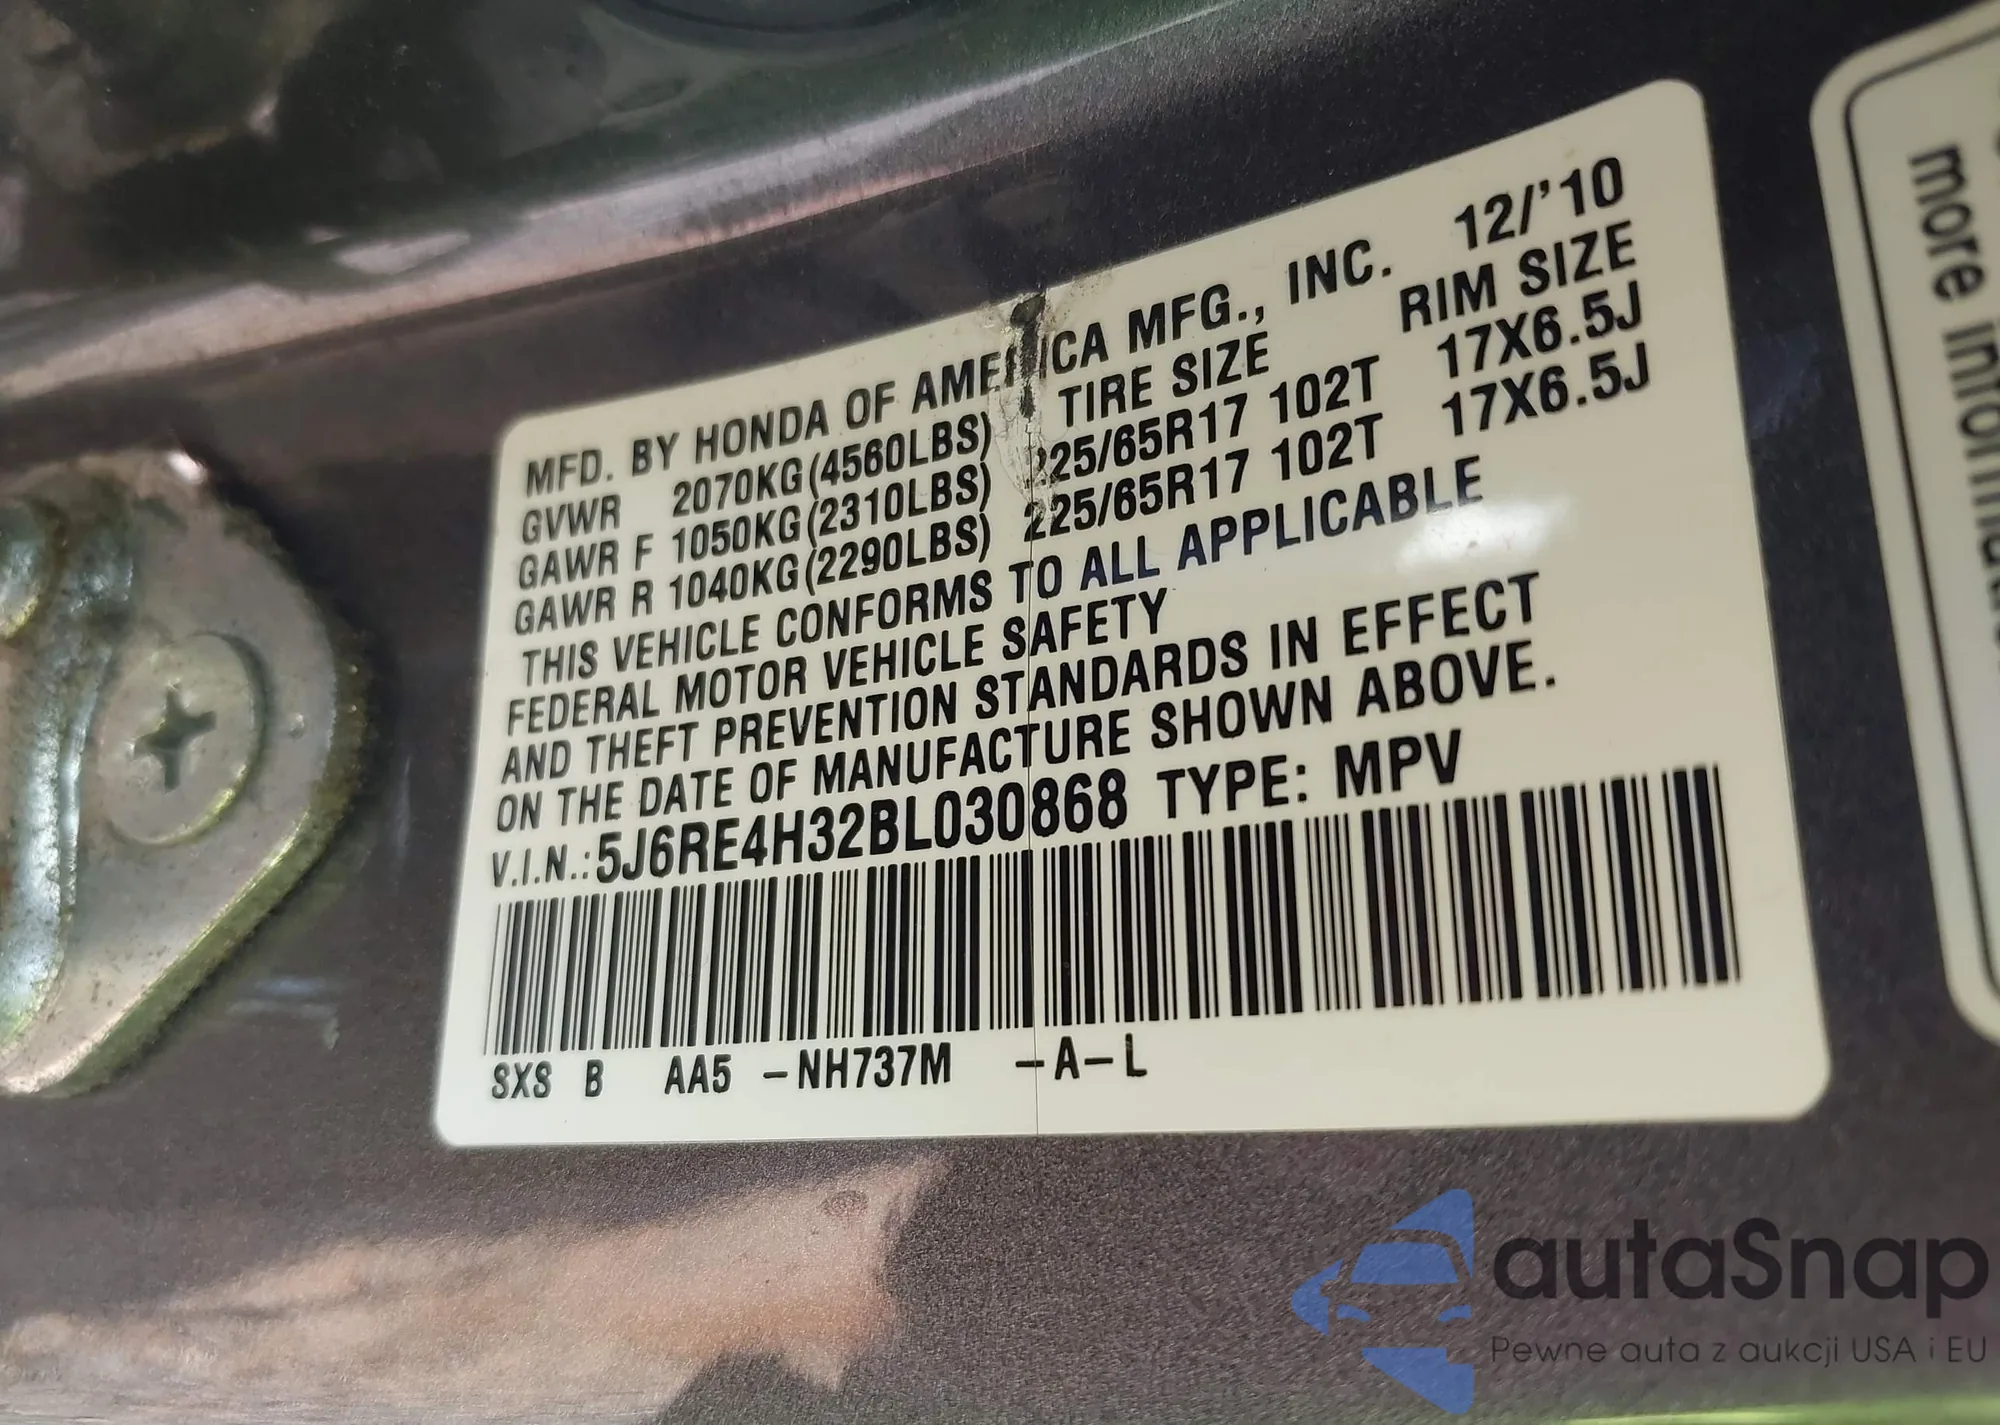 MFD. BY HONDA OF AMERICA MFG., INC. 12/'10
GVWR 2070KG(4560LBS) TIRE SIZE RIM SIZE
GAWR F 1050KG(2310LBS) 225/65R17 102T 17X6.5J
GAWR R 1040KG(2290LBS) 225/65R17 102T 17X6.5J
THIS VEHICLE CONFORMS TO ALL APPLICABLE
FEDERAL MOTOR VEHICLE SAFETY
AND THEFT PREVENTION STANDARDS IN EFFECT
ON THE DATE OF MANUFACTURE SHOWN ABOVE.
V.I.N.:5J6RE4H32BL030868 TYPE: MPV
SXS B AA5 -NH737M -A-L
more
autaSnap
Pewne auta z aukcji USA i EU